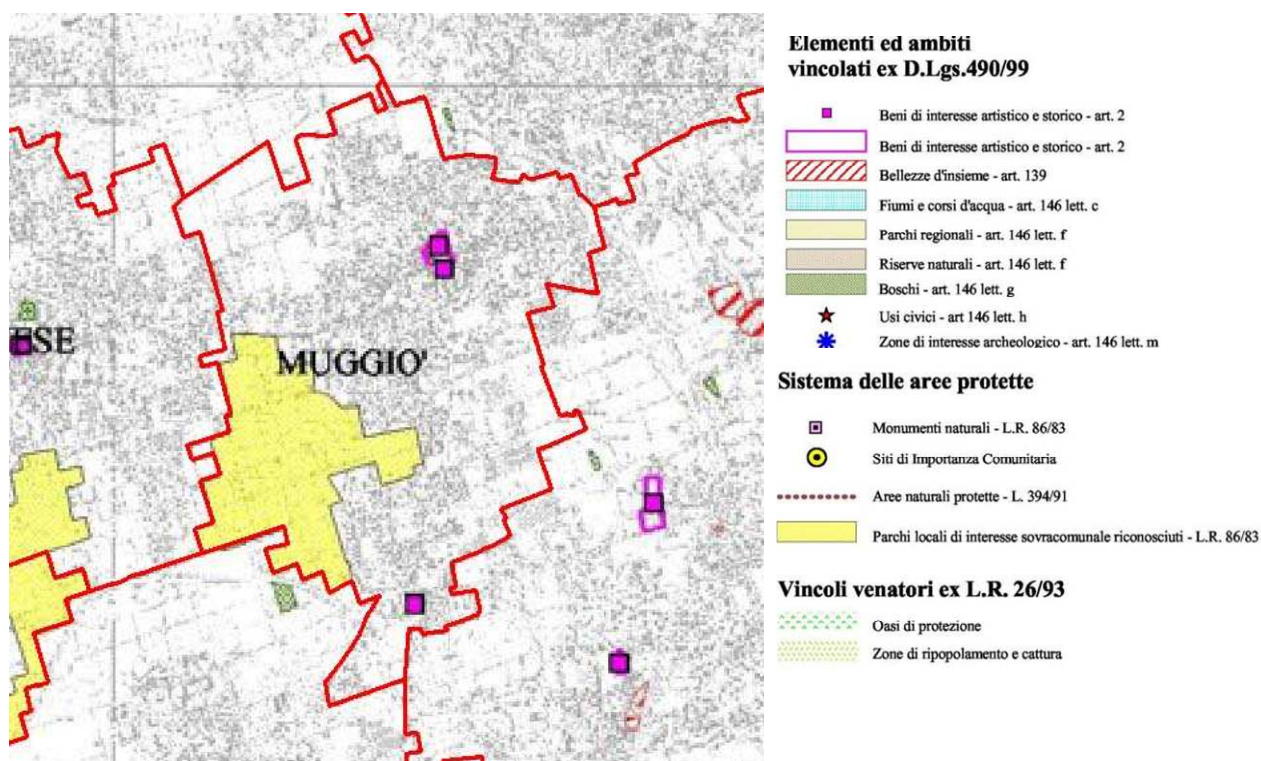 SE
MUGGIO'
Elementi ed ambiti
vincolati ex D.Lgs.490/99
Beni di interesse artistico e storico - art. 2
Beni di interesse artistico e storico - art. 2
Bellezze d'insieme - art. 139
Fiumi e corsi d'acqua - art. 146 lett. c
Parchi regionali - art. 146 lett. f
Riserve naturali - art. 146 lett. f
Boschi - art. 146 lett. g
Usi civici - art 146 lett. h
Zone di interesse archeologico - art. 146 lett. m
Sistema delle aree protette
Monumenti naturali - L.R. 86/83
Siti di Importanza Comunitaria
Aree naturali protette - L. 394/91
Parchi locali di interesse sovracomunale riconosciuti - L.R. 86/83
Vincoli venatori ex L.R. 26/93
Oasi di protezione
Zone di ripopolamento e cattura